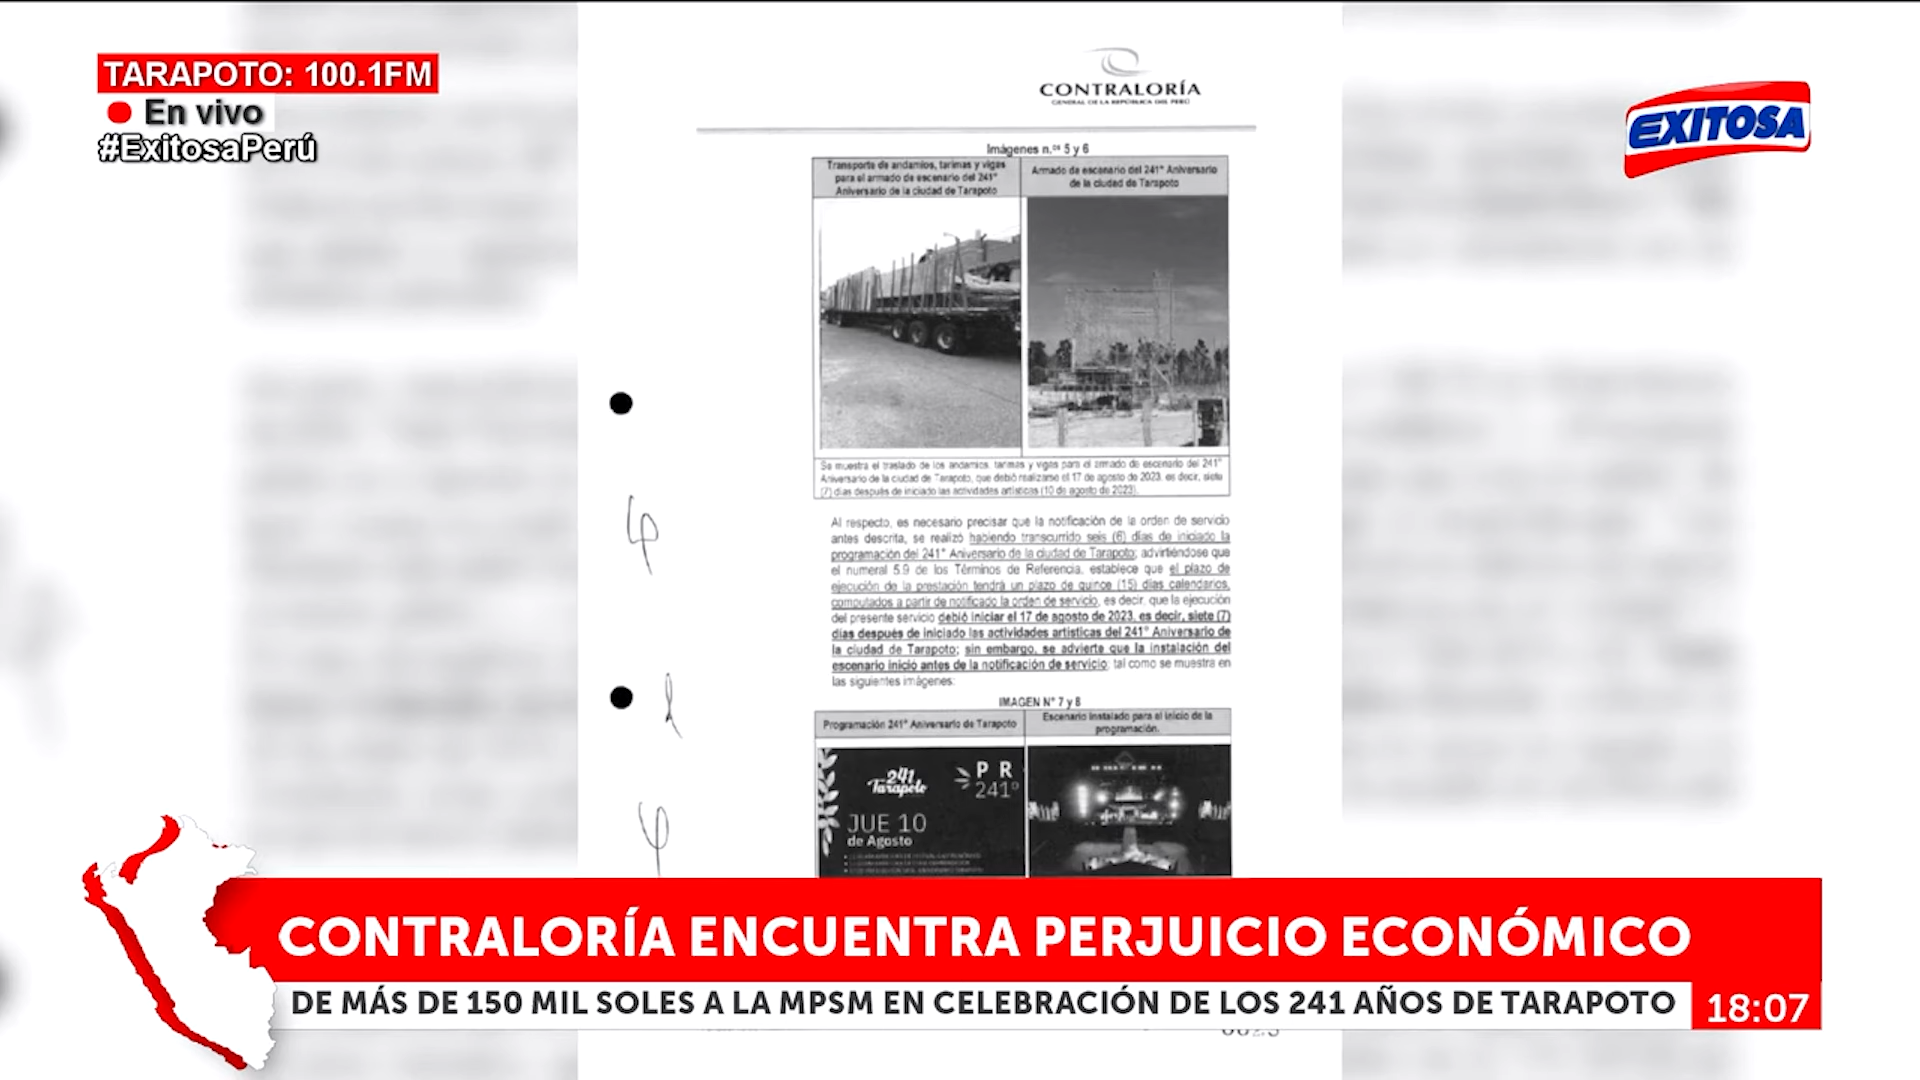 TARAPOTO: 100.1FM
En vivo
#ExitosaPerú
EXITOSA
CONTRALORÍA
GENERAL DE LA REPÚBLICA DEL PERÚ
Imágenes n.os 5 y 6
Transporte de andamios, tarimas y vigas
para el armado de escenario del 241°
Aniversario de la ciudad de Tarapoto
Armado de escenario del 241° Aniversario
de la ciudad de Tarapoto
Se muestra el traslado de los andamios, tarimas y vigas para el armado de escenario del 241°
Aniversario de la ciudad de Tarapoto, que debió realizarse el 17 de agosto de 2023, es decir, siete
(7) días después de iniciado las actividades artísticas (10 de agosto de 2023).
Al respecto, es necesario precisar que la notificación de la orden de servicio
antes descrita, se realizó habiendo transcurrido seis (6) días de iniciado la
programación del 241° Aniversario de la ciudad de Tarapoto; advirtiéndose que
el numeral 5.9 de los Términos de Referencia, establece que el plazo de
ejecución de la prestación tendrá un plazo de quince (15) días calendarios,
computados a partir de notificado la orden de servicio, es decir, que la ejecución
del presente servicio debió iniciar el 17 de agosto de 2023, es decir, siete (7)
días después de iniciado las actividades artísticas del 241° Aniversario de
la ciudad de Tarapoto; sin embargo, se advierte que la instalación del
escenario inició antes de la notificación de servicio; tal como se muestra en
las siguientes imágenes:
IMAGEN N° 7 y 8
Programación 241° Aniversario de Tarapoto
Escenario instalado para el inicio de la
programación.
241
Tarapoto
P R
241°
JUE 10
de Agosto
CONTRALORÍA ENCUENTRA PERJUICIO ECONÓMICO
DE MÁS DE 150 MIL SOLES A LA MPSM EN CELEBRACIÓN DE LOS 241 AÑOS DE TARAPOTO
18:07